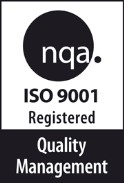 nqa.
ISO 9001
Registered
Quality
Management